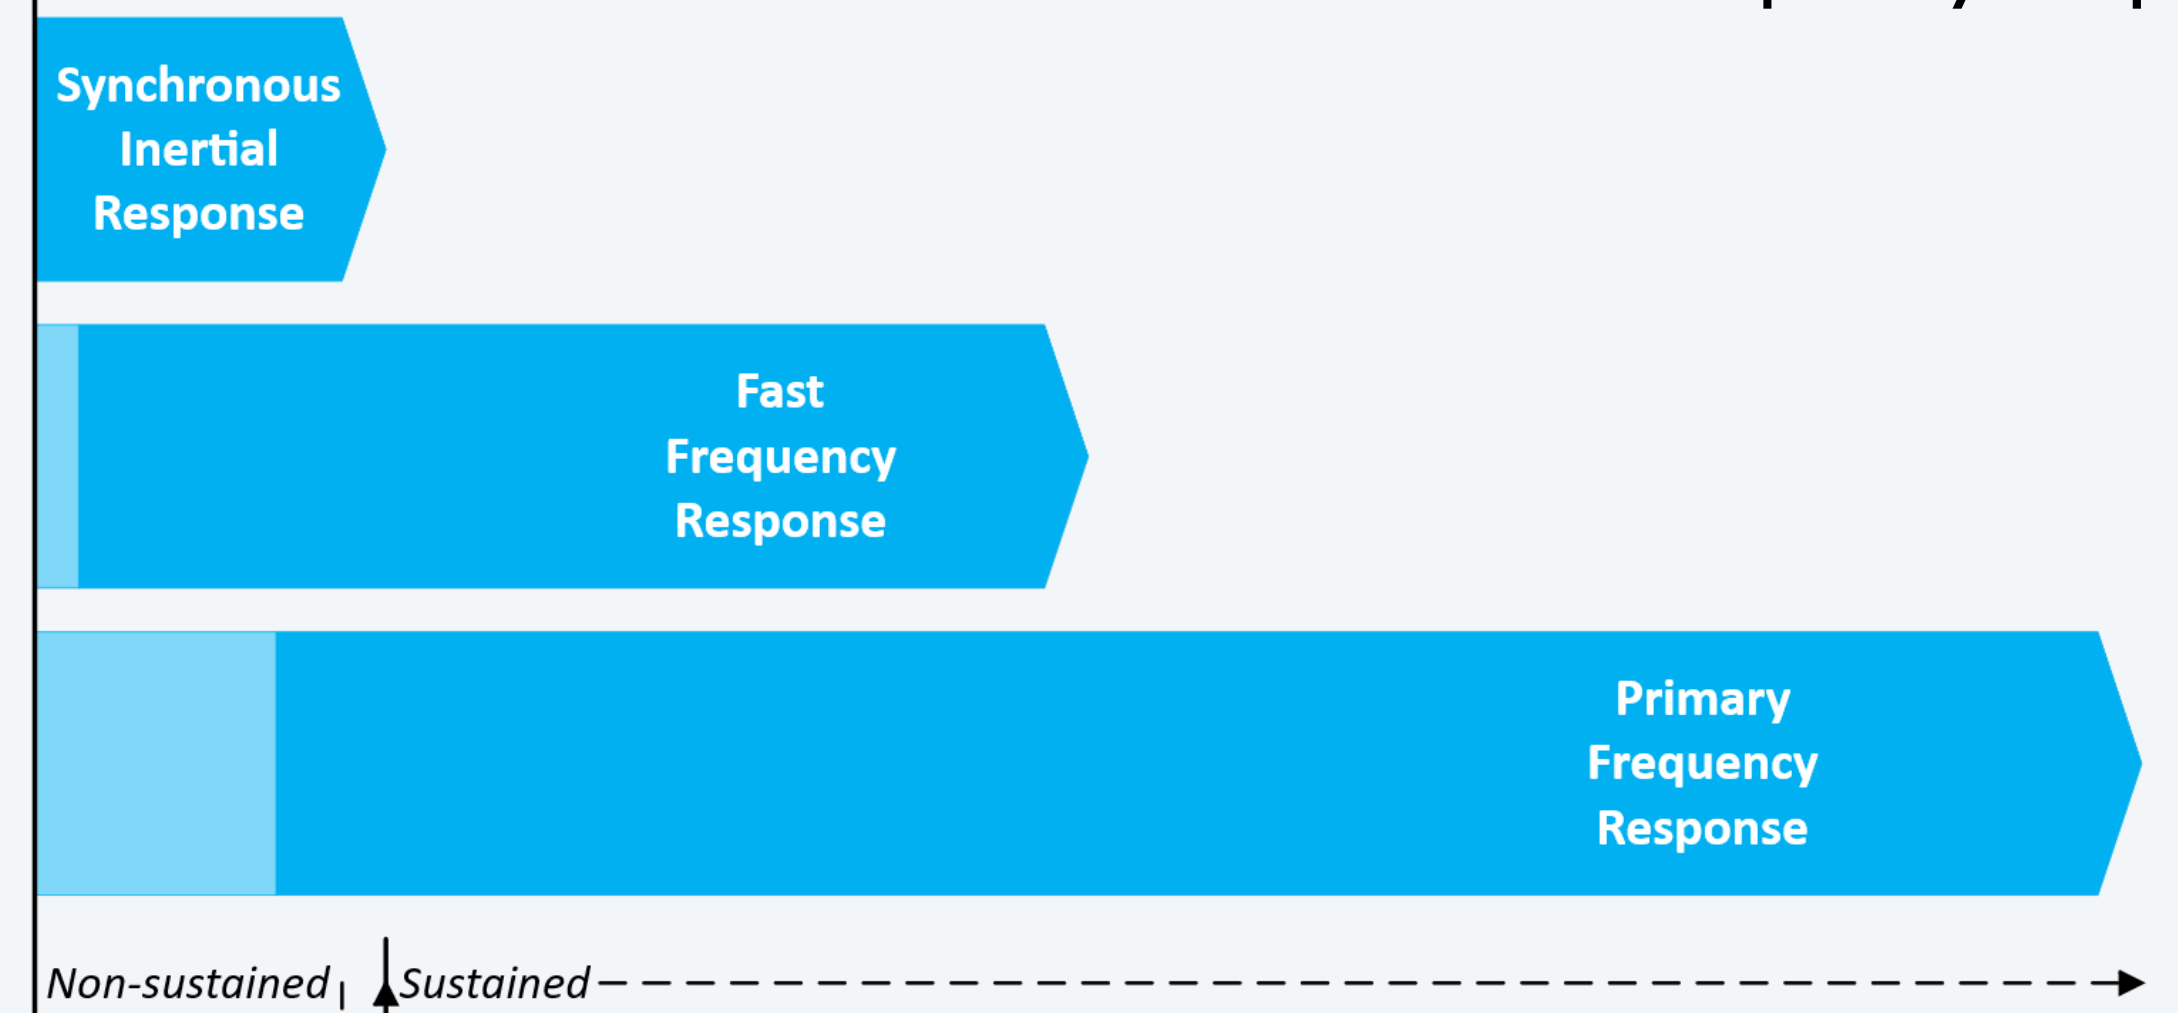 Synchronous
Inertial
Response
Fast
Frequency
Response
Primary
Frequency
Response
Non-sustained
Sustained